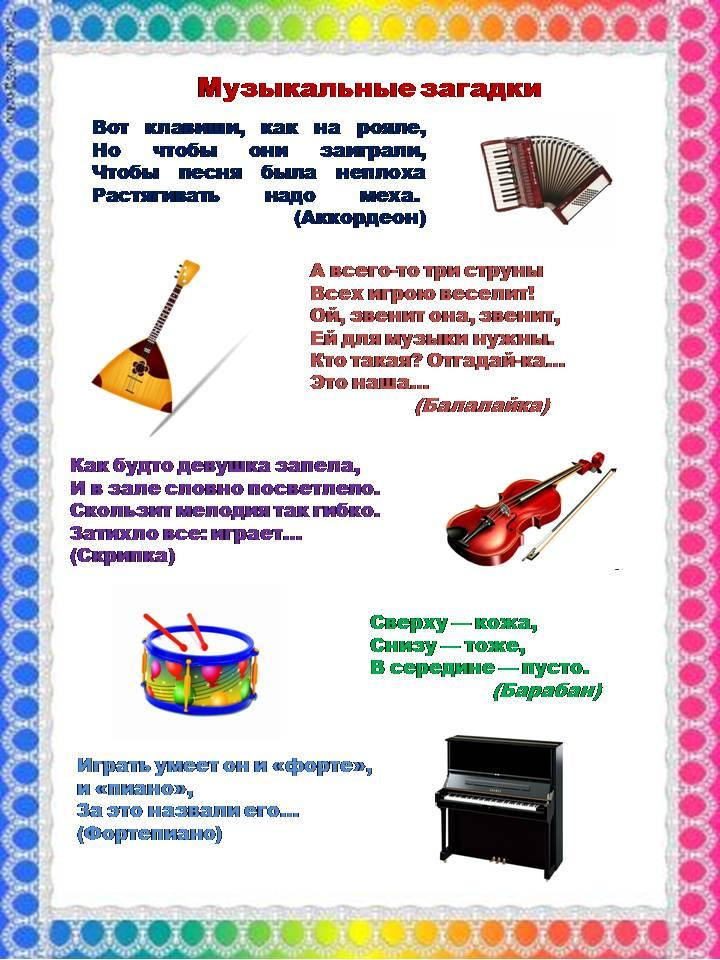 Музыкальные загадки
Вот клавиши, как на рояле,
Но чтобы они заиграли,
Чтобы песня была неплоха
Растягивать надо меха.
(Аккордеон)
А всего-то три струны
Всех игрою веселит!
Ой, звенит она, звенит,
Ей для музыки нужны.
Кто такая? Отгадай-ка...
Это наша...
(Балалайка)
Как будто девушка запела,
И в зале словно посветлело.
Скользит мелодия так гибко.
Затихло все: играет...
(Скрипка)
Сверху — кожа,
Снизу — тоже,
В середине — пусто.
(Барабан)
Играть умеет он и «форте»,
и «пиано»,
За это назвали его...
(Фортепиано)